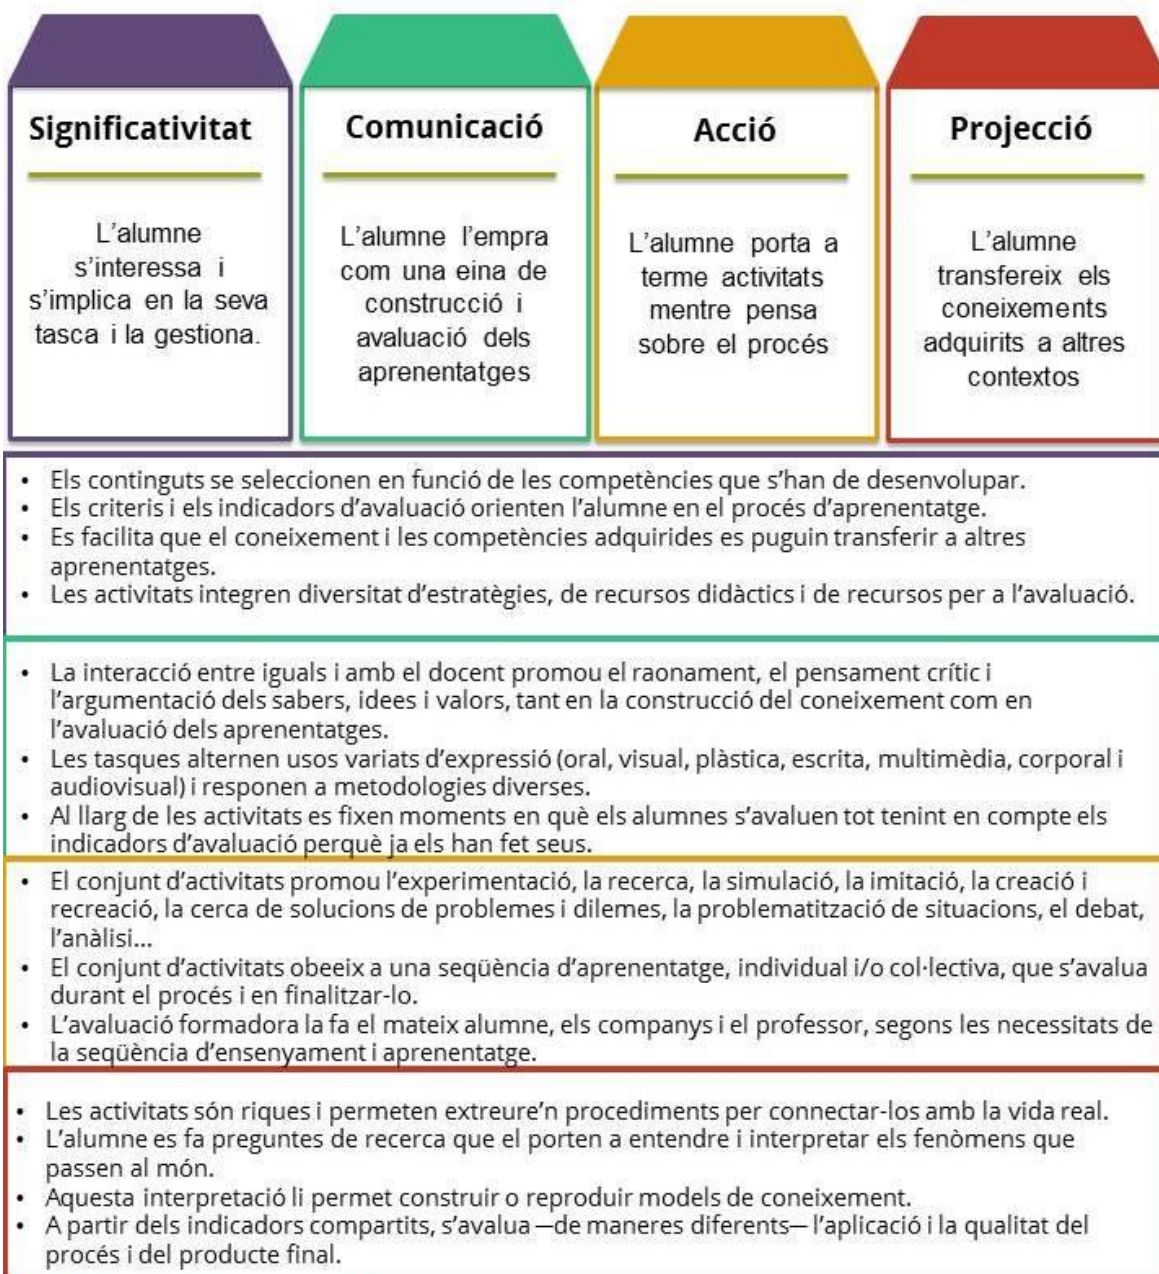 Significativitat
L'alumne
s'interessa i
s'implica en la seva
tasca i la gestiona.
Comunicació
L'alumne l'empra
com una eina de
construcció i
avaluació dels
aprenentatges
Acció
L'alumne porta a
terme activitats
mentre pensa
sobre el procés
Projecció
L'alumne
transfereix els
coneixements
adquirits a altres
contextos
• Els continguts se seleccionen en funció de les competències que s'han de desenvolupar.
• Els criteris i els indicadors d'avaluació orienten l'alumne en el procés d'aprenentatge.
• Es facilita que el coneixement i les competències adquirides es puguin transferir a altres
aprenentatges.
• Les activitats integren diversitat d'estratègies, de recursos didàctics i de recursos per a l'avaluació.
• La interacció entre iguals i amb el docent promou el raonament, el pensament crític i
l'argumentació dels sabers, idees i valors, tant en la construcció del coneixement com en
l'avaluació dels aprenentatges.
• Les tasques alternen usos variats d'expressió (oral, visual, plàstica, escrita, multimèdia, corporal i
audiovisual) i responen a metodologies diverses.
• Al llarg de les activitats es fixen moments en què els alumnes s'avaluen tot tenint en compte els
indicadors d'avaluació perquè ja els han fet seus.
• El conjunt d'activitats promou l'experimentació, la recerca, la simulació, la imitació, la creació i
recreació, la cerca de solucions de problemes i dilemes, la problematització de situacions, el debat,
l'anàlisi...
• El conjunt d'activitats obeeix a una seqüència d'aprenentatge, individual i/o col·lectiva, que s'avalua
durant el procés i en finalitzar-lo.
• L'avaluació formadora la fa el mateix alumne, els companys i el professor, segons les necessitats de
la seqüència d'ensenyament i aprenentatge.
• Les activitats són riques i permeten extreure'n procediments per connectar-los amb la vida real.
• L'alumne es fa preguntes de recerca que el porten a entendre i interpretar els fenòmens que
passen al món.
• Aquesta interpretació li permet construir o reproduir models de coneixement.
• A partir dels indicadors compartits, s'avalua —de maneres diferents— l'aplicació i la qualitat del
procés i del producte final.